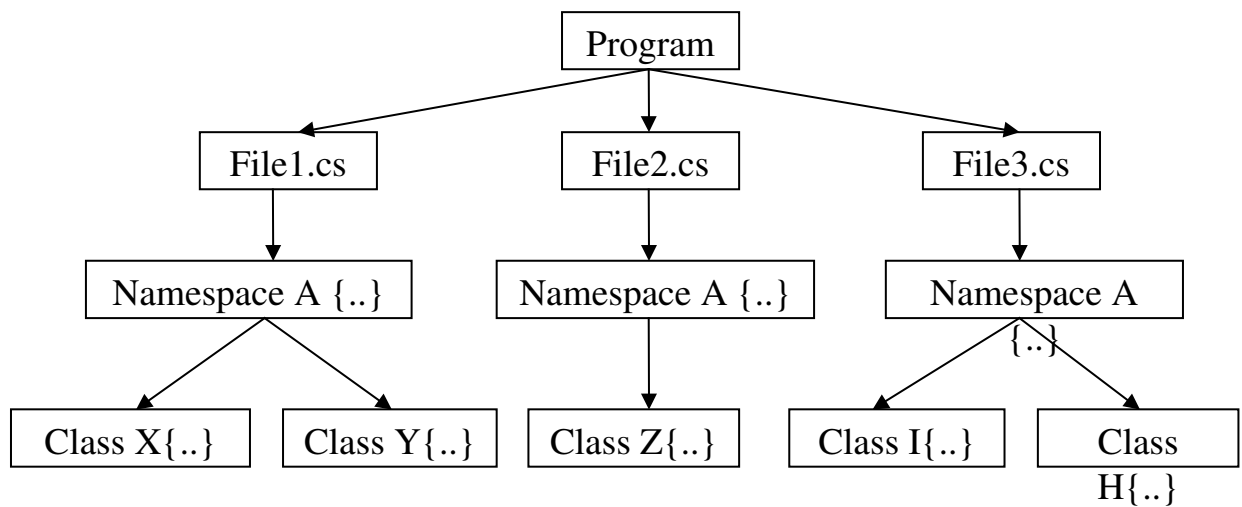 Program
File1.cs
File2.cs
File3.cs
Namespace A {..}
Namespace A {..}
Namespace A
{..}
Class X{..}
Class Y{..}
Class Z{..}
Class I{..}
Class
H{..}